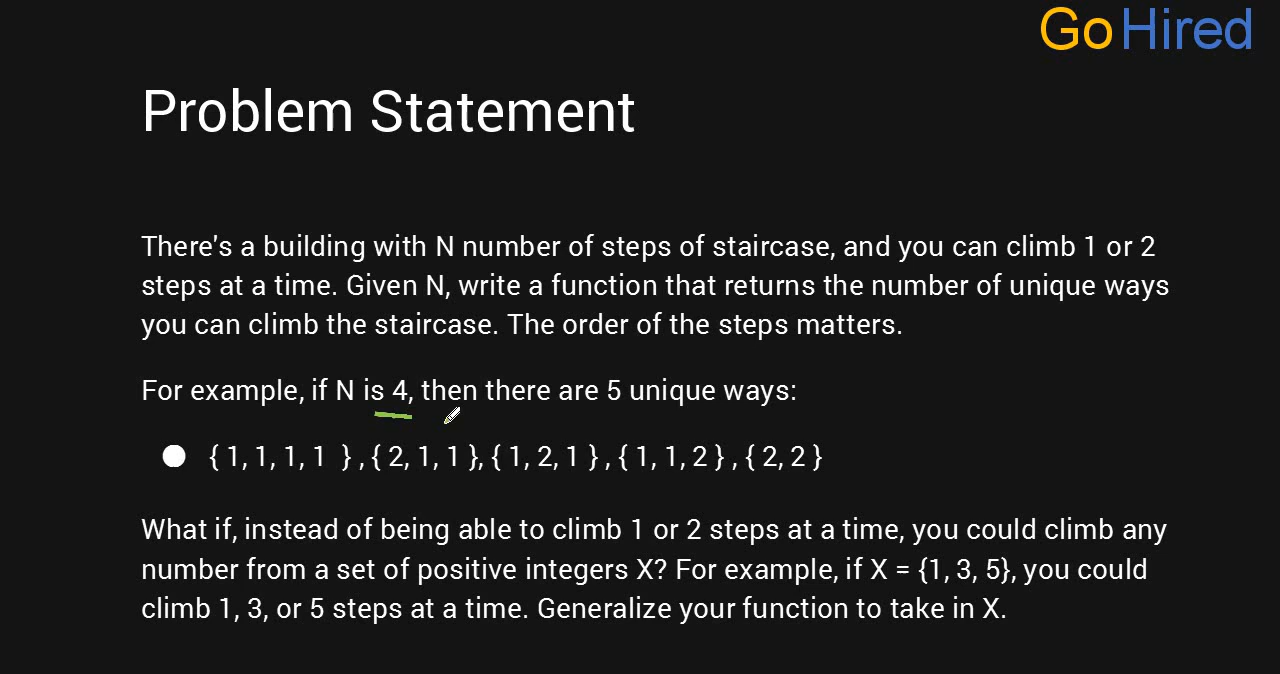 Go Hired
Problem Statement
There's a building with N number of steps of staircase, and you can climb 1 or 2
steps at a time. Given N, write a function that returns the number of unique ways
you can climb the staircase. The order of the steps matters.
For example, if N is 4, then there are 5 unique ways:
{ 1, 1, 1, 1 } , { 2, 1, 1 }, { 1, 2, 1 } , { 1, 1, 2 } , { 2, 2 }
What if, instead of being able to climb 1 or 2 steps at a time, you could climb any
number from a set of positive integers X? For example, if X = {1, 3, 5}, you could
climb 1, 3, or 5 steps at a time. Generalize your function to take in X.